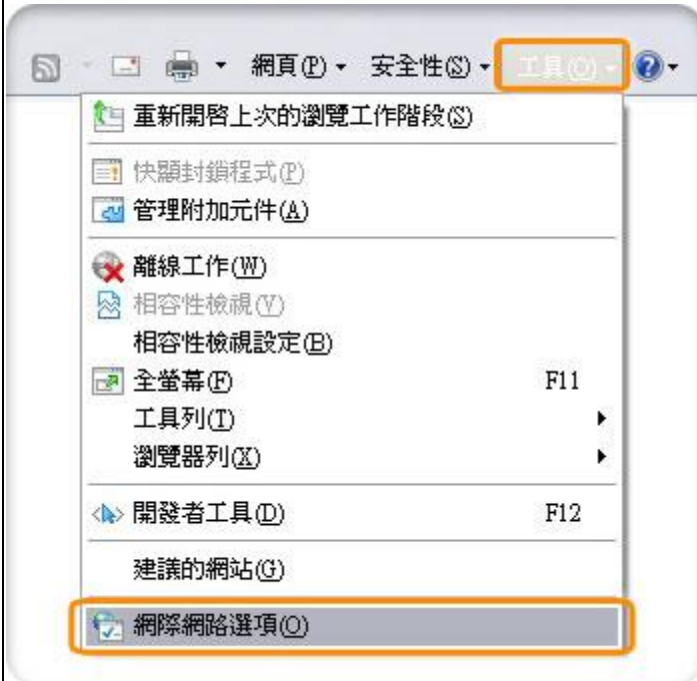 網頁(P) 安全性(S) 工具(O)
重新開啓上次的瀏覽工作階段(S)
快顯封鎖程式(P)
管理附加元件(A)
離線工作(W)
相容性檢視(V)
相容性檢視設定(B)
全螢幕(F) F11
工具列(T)
瀏覽器列(X)
開發者工具(D) F12
建議的網站(G)
網際網路選項(O)